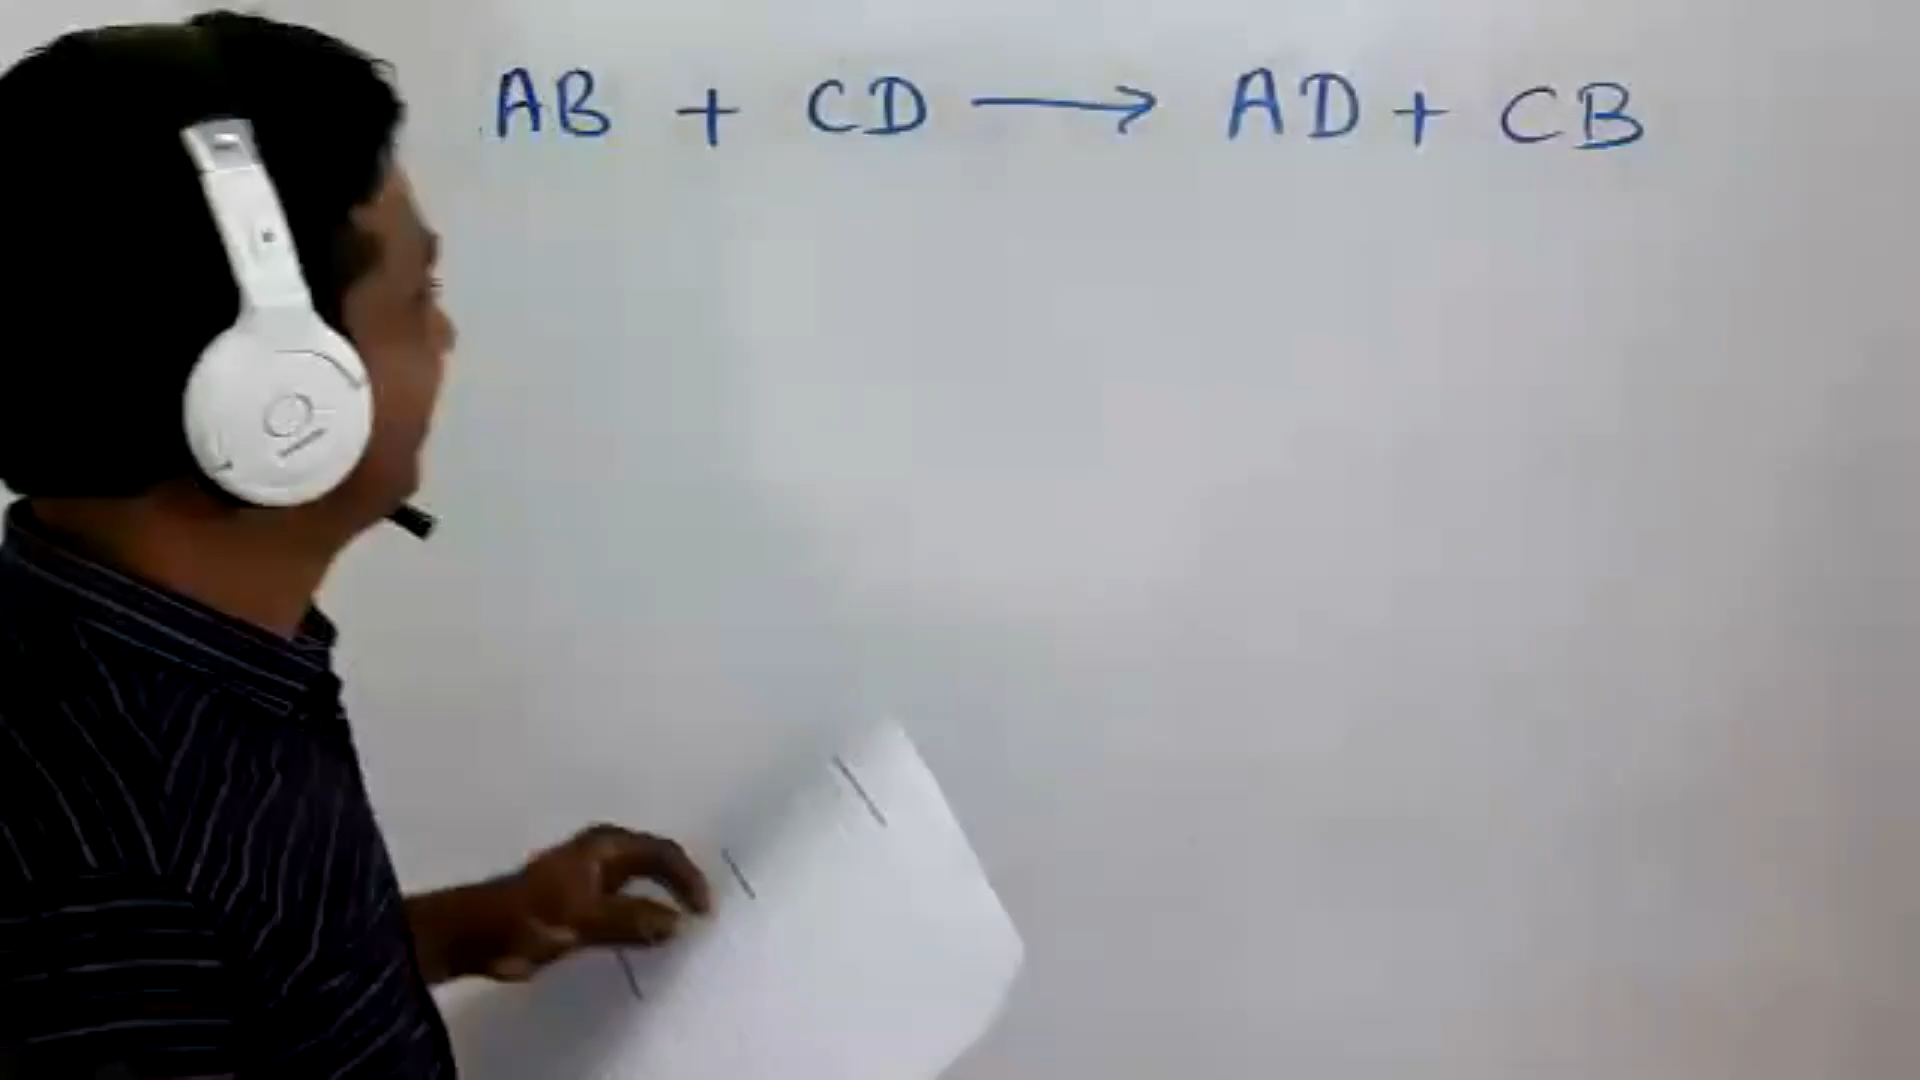 AB + CD ⟶ AD + CB